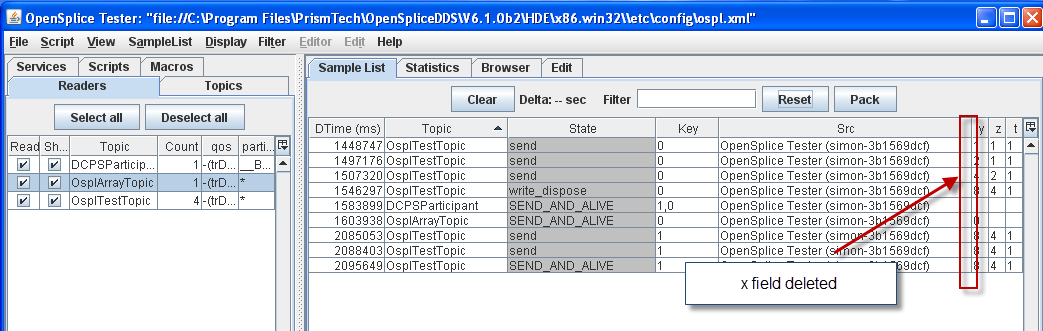 OpenSplice Tester: "file://C:\Program Files\PrismTech\OpenSpliceDDS\V6.1.0b2\HDE\x86.win32\\etc\config\ospl.xml"
File Script View SampleList Display Filter Editor Edit Help
Services Scripts Macros
Readers Topics
Select all Deselect all
Read Sh... Topic Count qos parti...
DCPSParticip... 1 -(trD... __B...
OsplArrayTopic 1 -(trD... *
OsplTestTopic 4 -(trD... *
Sample List Statistics Browser Edit
Clear Delta: -- sec Filter Reset Pack
DTime (ms) Topic State Key Src y z t
1448747 OsplTestTopic send 0 OpenSplice Tester (simon-3b1569dcf) 1 1 1
1497176 OsplTestTopic send 0 OpenSplice Tester (simon-3b1569dcf) 2 1 1
1507320 OsplTestTopic send 0 OpenSplice Tester (simon-3b1569dcf) 4 2 1
1546297 OsplTestTopic write_dispose 0 OpenSplice Tester (simon-3b1569dcf) 8 4 1
1583899 DCPSParticipant SEND_AND_ALIVE 1,0 OpenSplice Tester (simon-3b1569dcf)
1603938 OsplArrayTopic SEND_AND_ALIVE OpenSplice Tester (simon-3b1569dcf) 0
2085053 OsplTestTopic send 1 OpenSplice Tester (simon-3b1569dcf) 8 4 1
2088403 OsplTestTopic send 1 OpenSplice Tester (simon-3b1569dcf) 8 4 1
2095649 OsplTestTopic SEND_AND_ALIVE 1 OpenSplice Tester (simon-3b1569dcf) 8 4 1
x field deleted